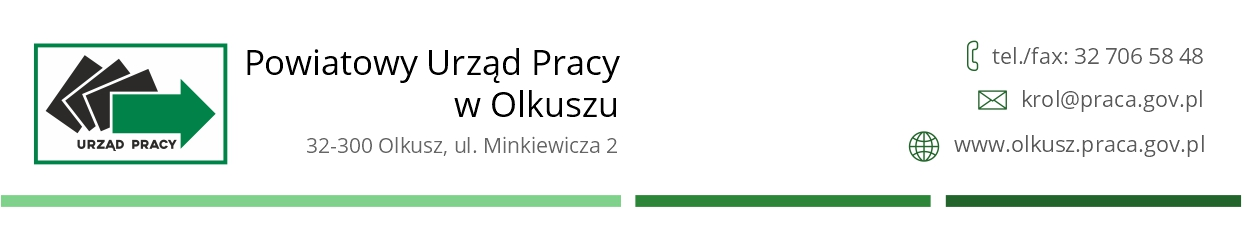 URZĄD PRACY
Powiatowy Urząd Pracy
w Olkuszu
32-300 Olkusz, ul. Minkiewicza 2
tel./fax: 32 706 58 48
krol@praca.gov.pl
www.olkusz.praca.gov.pl